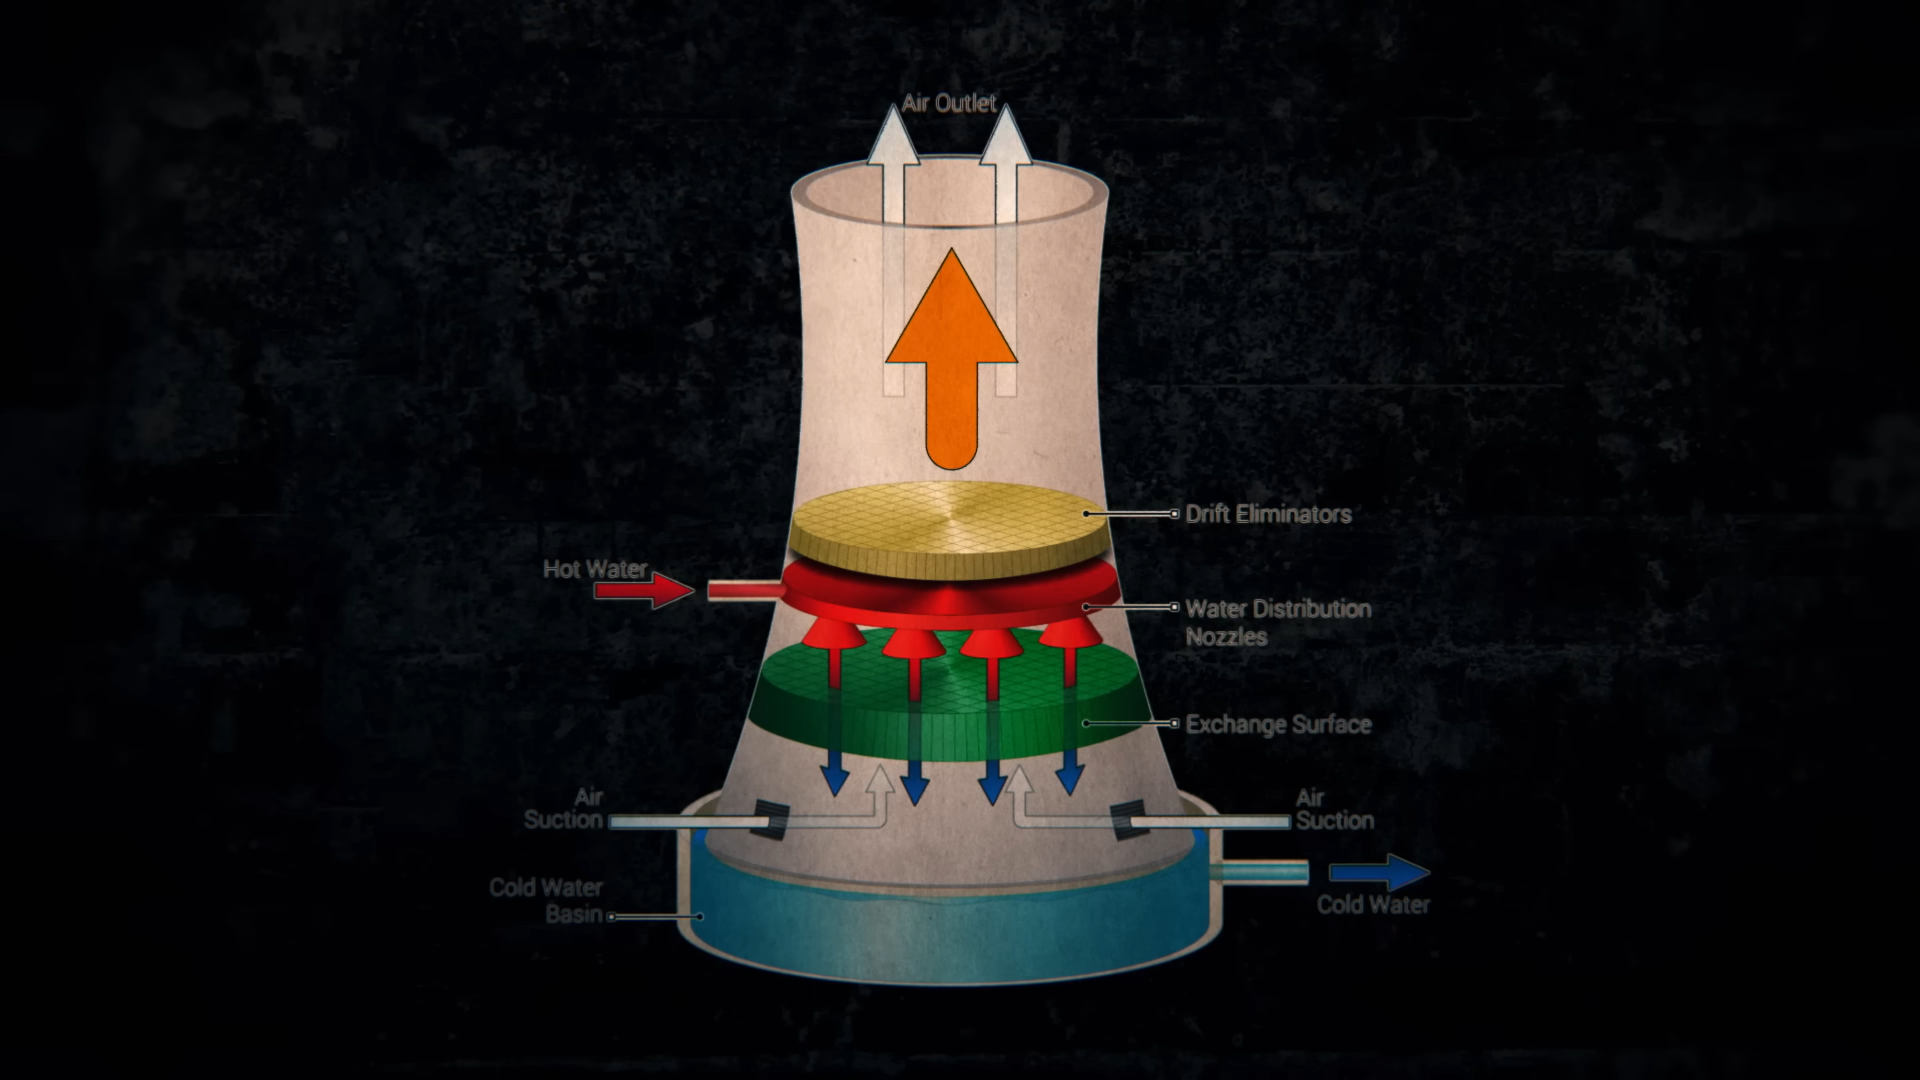 Air Outlet
Drift Eliminators
Hot Water
Water Distribution
Nozzles
Exchange Surface
Air
Suction
Air
Suction
Cold Water
Basin
Cold Water